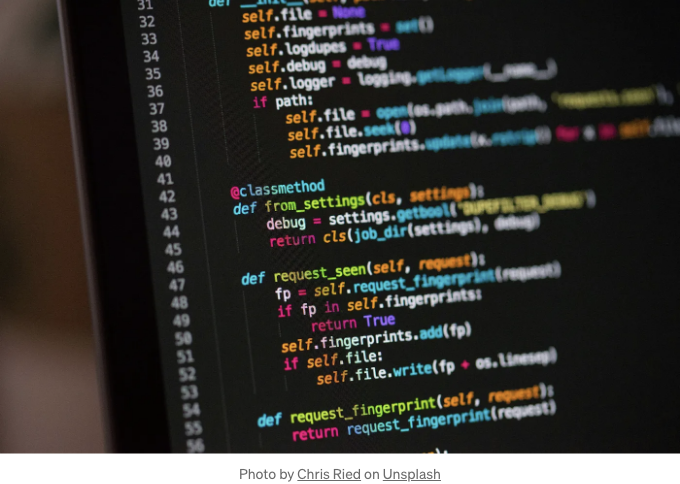 31 def __init__(self,
32 self.file = None
33 self.fingerprints = set()
34 self.logdupes = True
35 self.debug = debug
36 self.logger = logging.getLogger(__name__)
37 if path:
38 self.file = open(os.path.join(path, 'requests.seen'),
39 self.file.seek(0)
40 self.fingerprints.update(x.rstrip() for x in self.file
41
42 @classmethod
43 def from_settings(cls, settings):
44 debug = settings.getbool('DUPEFILTER_DEBUG')
45 return cls(job_dir(settings), debug)
46
47 def request_seen(self, request):
48 fp = self.request_fingerprint(request)
49 if fp in self.fingerprints:
50 return True
51 self.fingerprints.add(fp)
52 if self.file:
53 self.file.write(fp + os.linesep)
54
55 def request_fingerprint(self, request):
56 return request_fingerprint(request)
Photo by Chris Ried on Unsplash